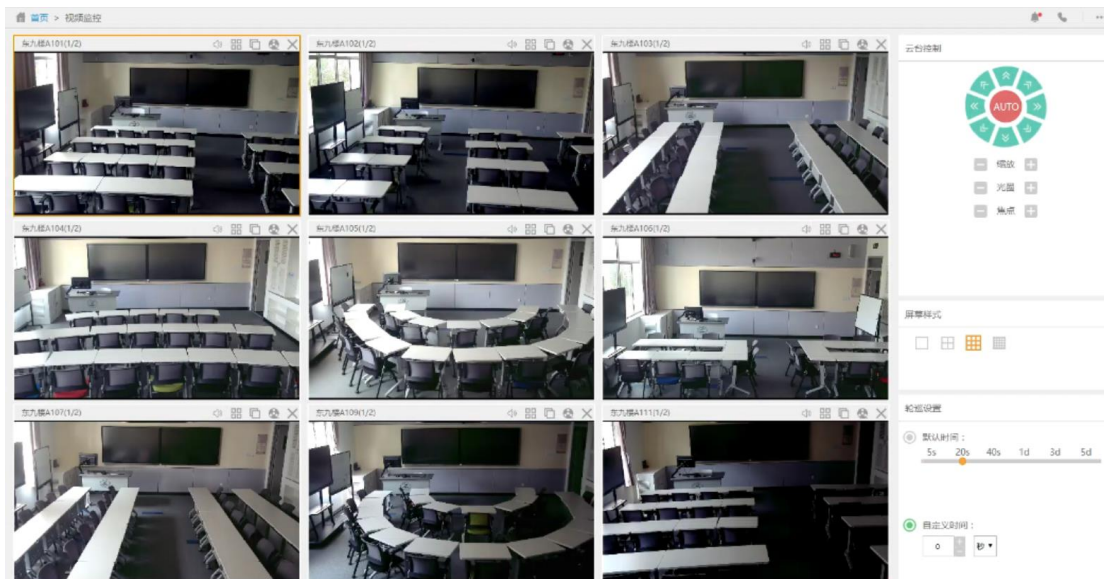 首页 > 视频监控
东九楼A101(1/2)
东九楼A102(1/2)
东九楼A103(1/2)
东九楼A104(1/2)
东九楼A105(1/2)
东九楼A106(1/2)
东九楼A107(1/2)
东九楼A109(1/2)
东九楼A111(1/2)
云台控制
AUTO
缩放
光圈
焦点
屏幕样式
轮巡设置
默认时间：
5s 20s 40s 1d 3d 5d
自定义时间：
0 秒